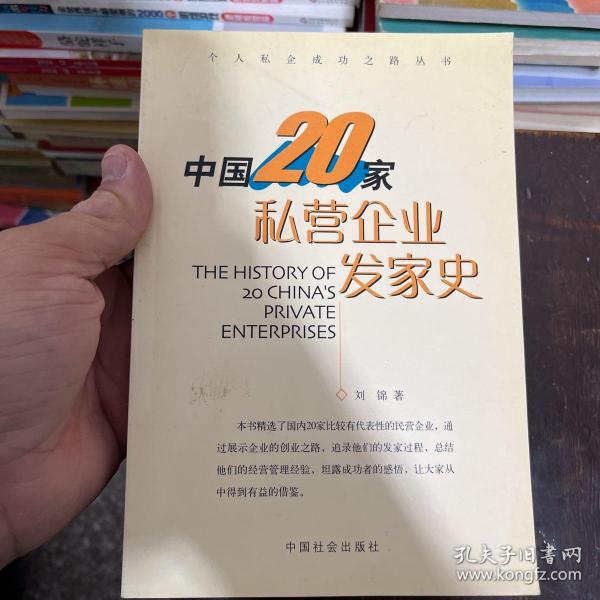 个人私企成功之路丛书
中国20家
私营企业
发家史
THE HISTORY OF
20 CHINA'S
PRIVATE
ENTERPRISES
刘锦著
本书精选了国内20家比较有代表性的民营企业，通
过展示企业的创业之路，追录他们的发家过程，总结
他们的经营管理经验，坦露成功者的感悟，让大家从
中得到有益的借鉴。
中国社会出版社
孔夫子旧书网
www.kongfz.com